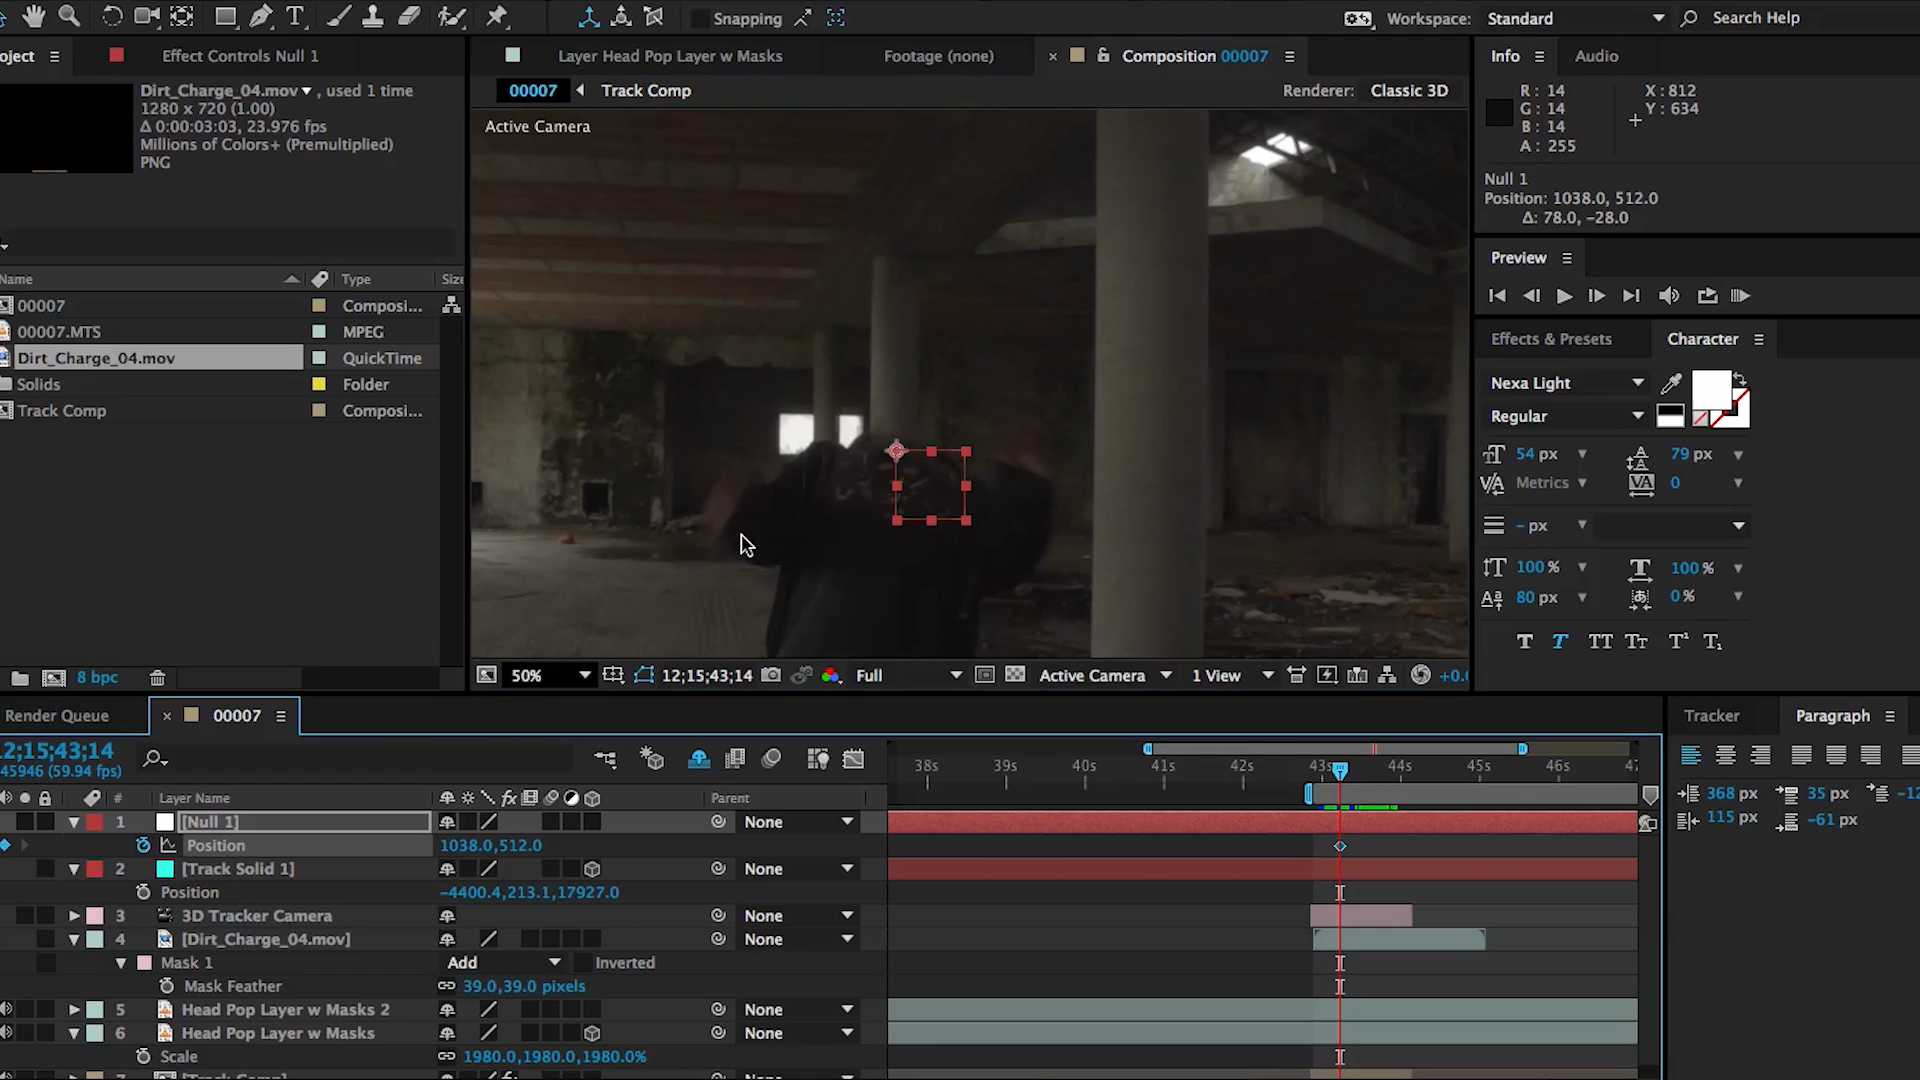 Snapping
Workspace: Standard
Search Help
oject
Effect Controls Null 1
Layer Head Pop Layer w Masks
Footage (none)
Composition 00007
Info
Audio
Dirt_Charge_04.mov , used 1 time
1280 x 720 (1.00)
Δ 0:00:03:03, 23.976 fps
Millions of Colors+ (Premultiplied)
PNG
00007
Track Comp
Renderer: Classic 3D
Active Camera
R: 14
G: 14
B: 14
A: 255
X: 812
Y: 634
Null 1
Position: 1038.0, 512.0
Δ: 78.0, -28.0
Preview
Name
Type
Size
00007
Composi...
00007.MTS
MPEG
Dirt_Charge_04.mov
QuickTime
Solids
Folder
Track Comp
Composi...
Effects & Presets
Character
Nexa Light
Regular
54 px
79 px
Metrics
0
- px
100 %
100 %
80 px
0 %
8 bpc
50%
12;15;43;14
Full
Active Camera
1 View
+0.0
Render Queue
00007
Tracker
Paragraph
2;15;43;14
45946 (59.94 fps)
38s 39s 40s 41s 42s 43s 44s 45s 46s 47
# Layer Name
Parent
368 px
35 px
-12
115 px
-61 px
1 [Null 1]
None
Position
1038.0,512.0
2 [Track Solid 1]
None
Position
-4400.4,213.1,17927.0
3 3D Tracker Camera
None
4 [Dirt_Charge_04.mov]
None
Mask 1
Add
Inverted
Mask Feather
39.0,39.0 pixels
5 Head Pop Layer w Masks 2
None
6 Head Pop Layer w Masks
None
Scale
1980.0,1980.0,1980.0%